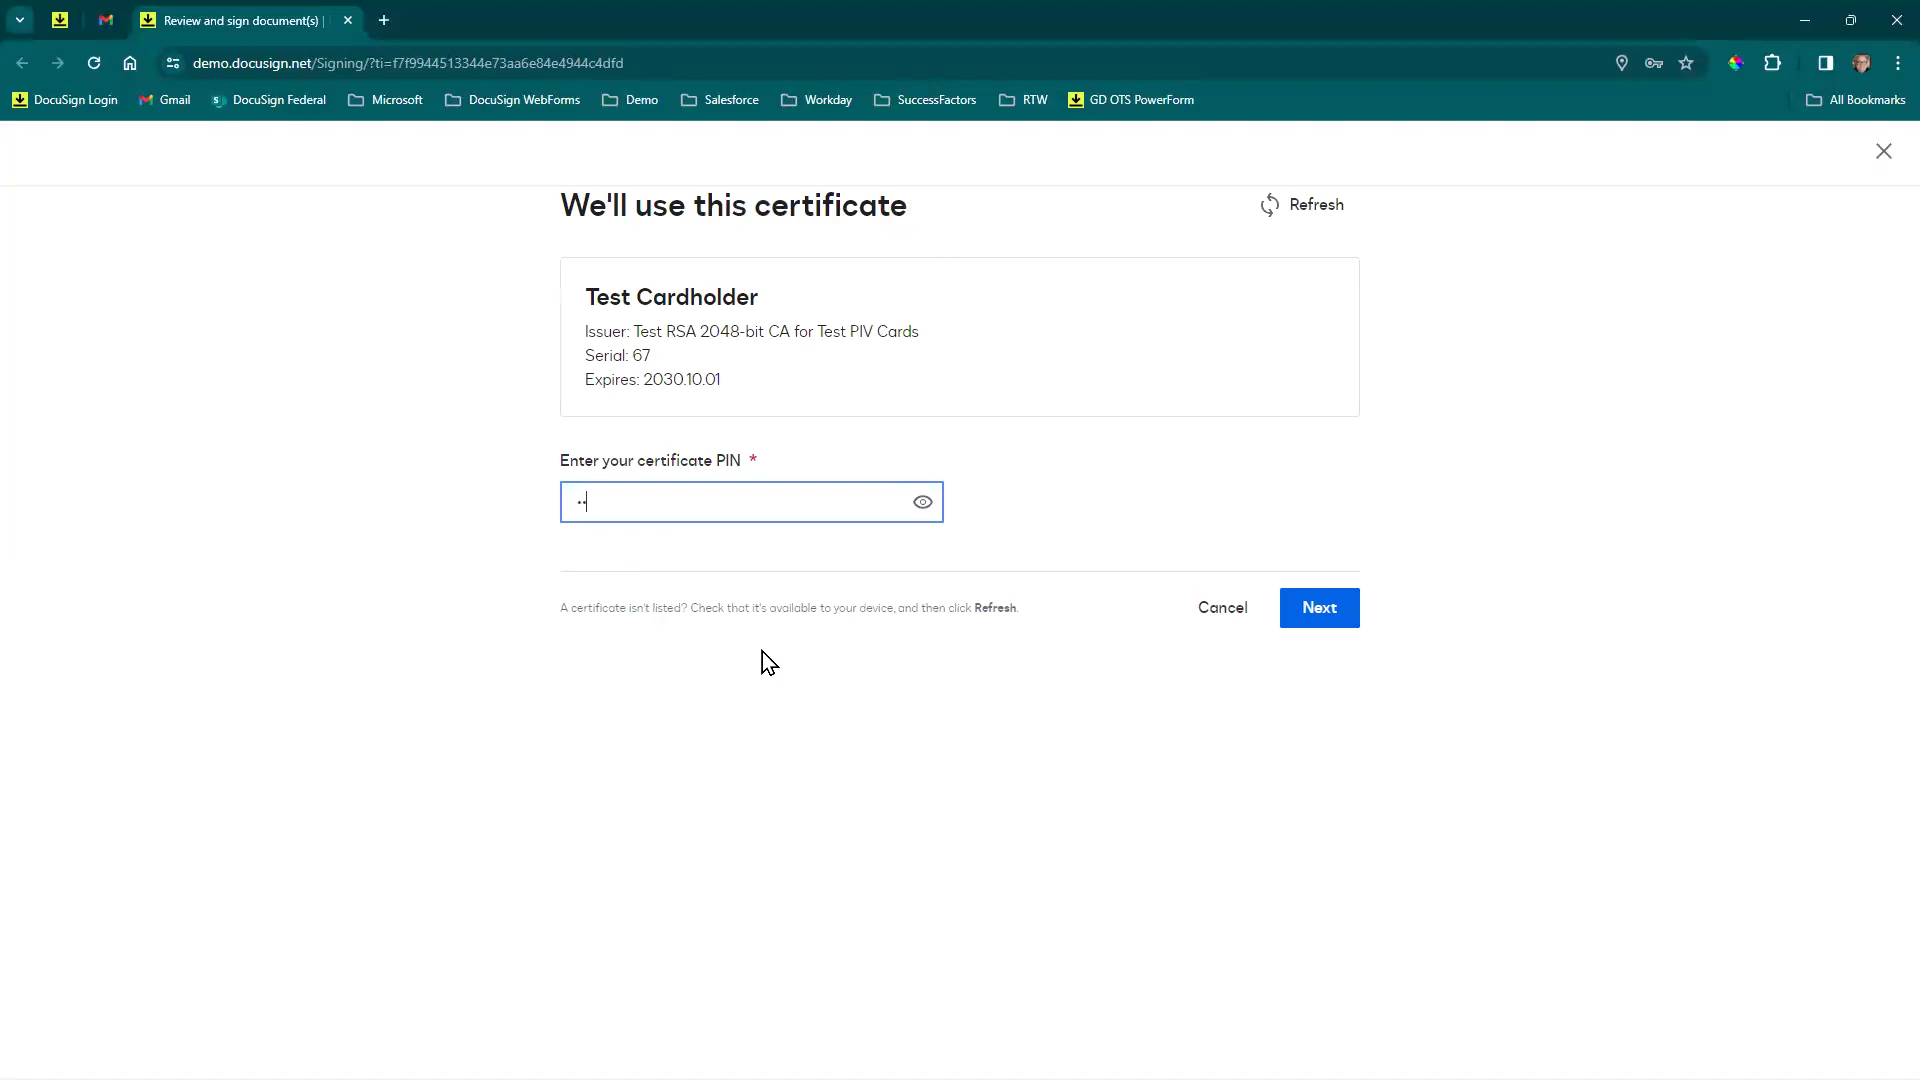 Review and sign document(s) |
demo.docusign.net/Signing/?ti=f7f9944513344e73aa6e84e4944c4dfd
DocuSign Login Gmail DocuSign Federal Microsoft DocuSign WebForms Demo Salesforce Workday SuccessFactors RTW GD OTS PowerForm All Bookmarks
We'll use this certificate
Refresh
Test Cardholder
Issuer: Test RSA 2048-bit CA for Test PIV Cards
Serial: 67
Expires: 2030.10.01
Enter your certificate PIN *
A certificate isn't listed? Check that it's available to your device, and then click Refresh.
Cancel
Next